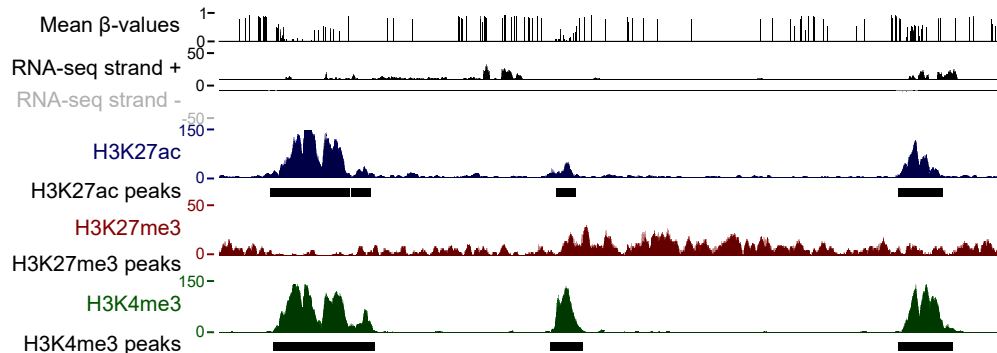 1
Mean β-values
0
50
RNA-seq strand +
0
RNA-seq strand -
-50
150
H3K27ac
0
H3K27ac peaks
50
H3K27me3
0
H3K27me3 peaks
150
H3K4me3
0
H3K4me3 peaks